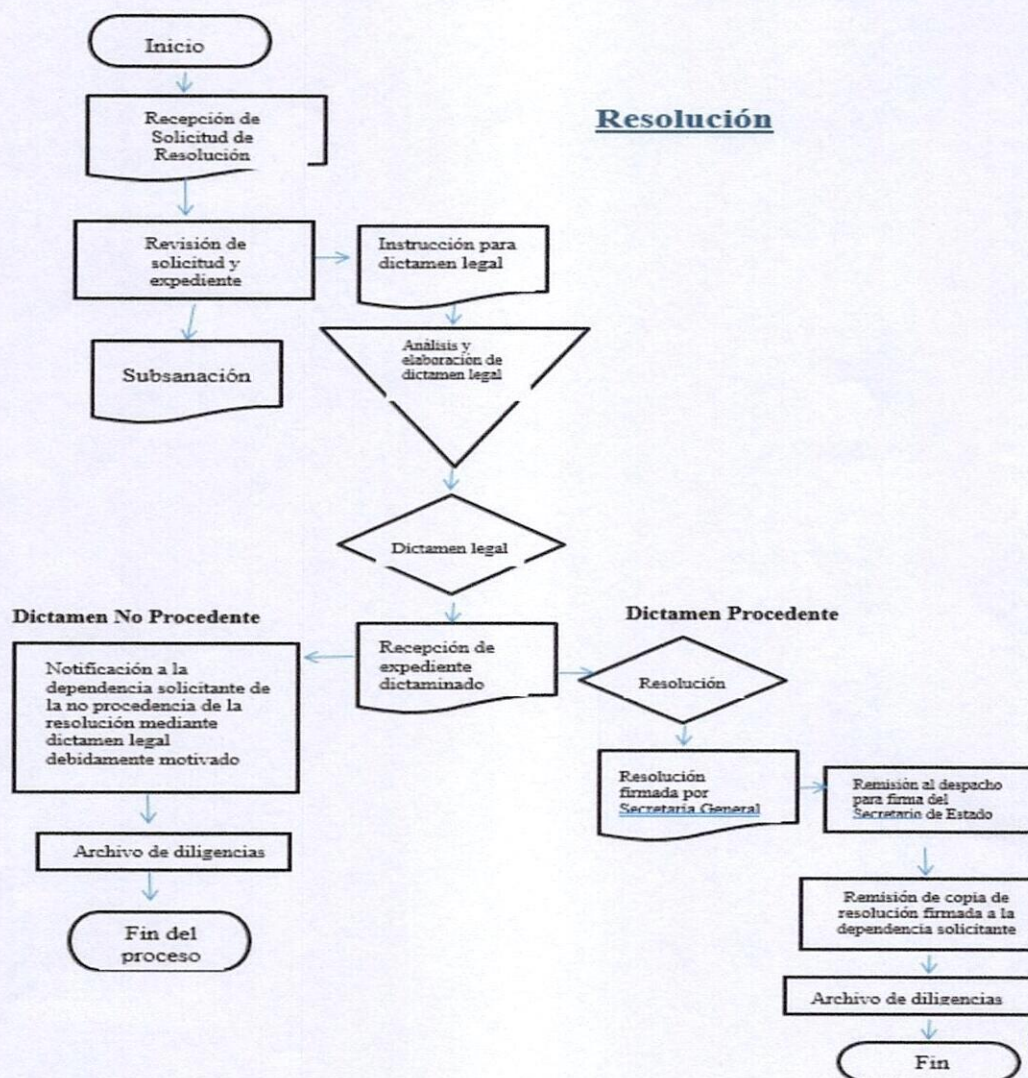 Inicio
Recepción de
Solicitud de
Resolución
Resolución
Revisión de
solicitud y
expediente
Instrucción para
dictamen legal
Subsanación
Análisis y
elaboración de
dictamen legal
Dictamen legal
Dictamen No Procedente
Dictamen Procedente
Notificación a la
dependencia solicitante de
la no procedencia de la
resolución mediante
dictamen legal
debidamente motivado
Recepción de
expediente
dictaminado
Resolución
Resolución
firmada por
Secretaria General
Remisión al despacho
para firma del
Secretario de Estado
Archivo de diligencias
Remisión de copia de
resolución firmada a la
dependencia solicitante
Fin del
proceso
Archivo de diligencias
Fin